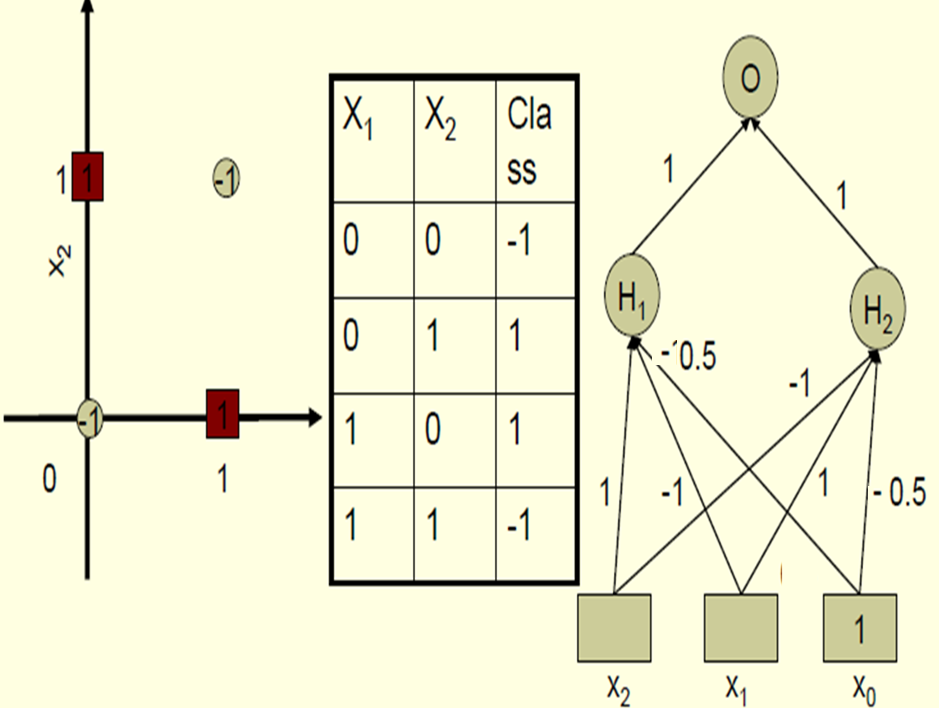 1 1 -1
x₂
-1 1
0 1
X₁ X₂ Cla
ss
0 0 -1
0 1 1
1 0 1
1 1 -1
O
1 1
H₁ H₂
-0.5
-1
1 -1 1 -0.5
1
x₂ x₁ x₀